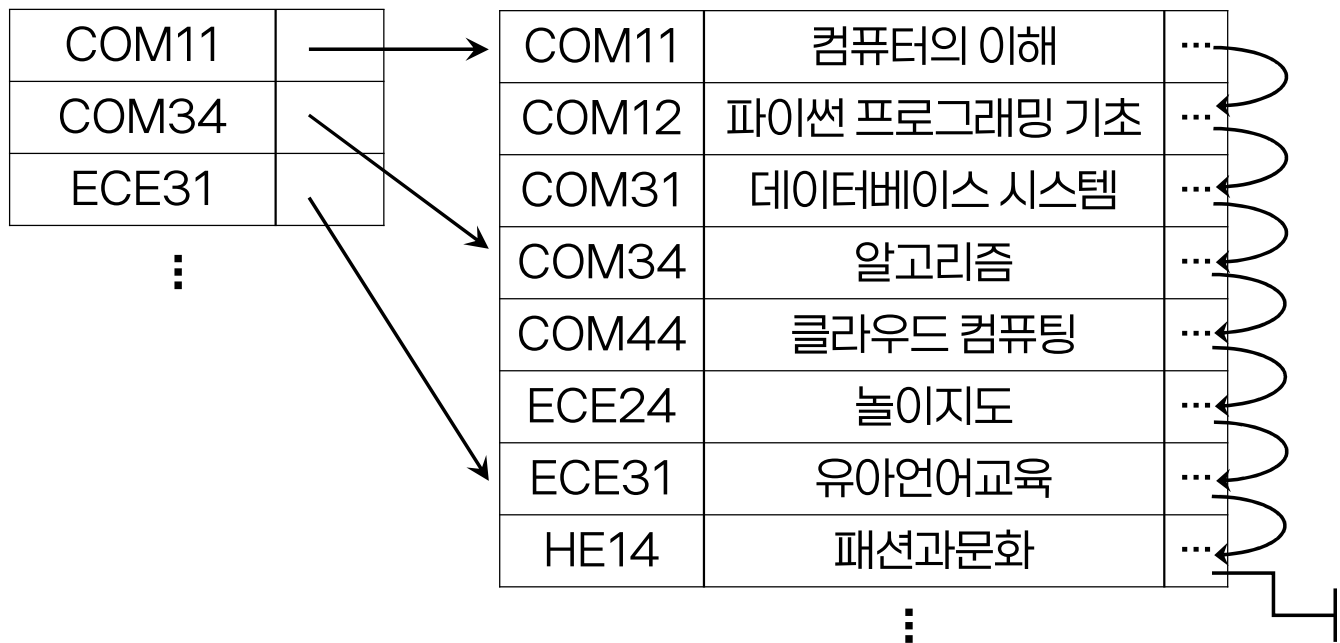 COM11
COM34
ECE31
⋮
COM11 컴퓨터의 이해 ...
COM12 파이썬 프로그래밍 기초 ...
COM31 데이터베이스 시스템 ...
COM34 알고리즘 ...
COM44 클라우드 컴퓨팅 ...
ECE24 놀이지도 ...
ECE31 유아언어교육 ...
HE14 패션과문화 ...
⋮